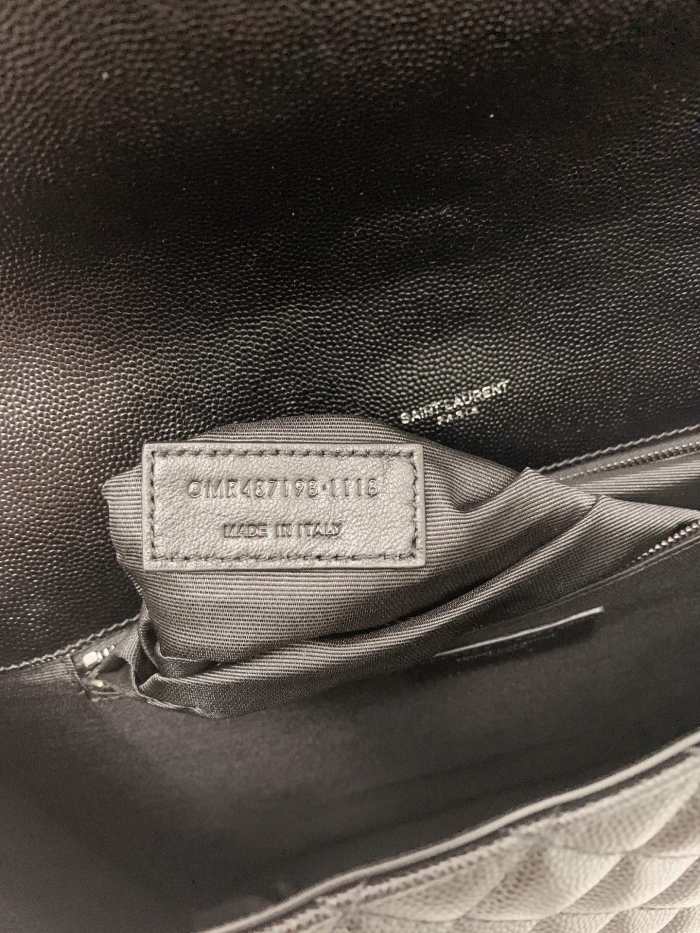 SAINT LAURENT
PARIS
GMR487198·1118
MADE IN ITALY